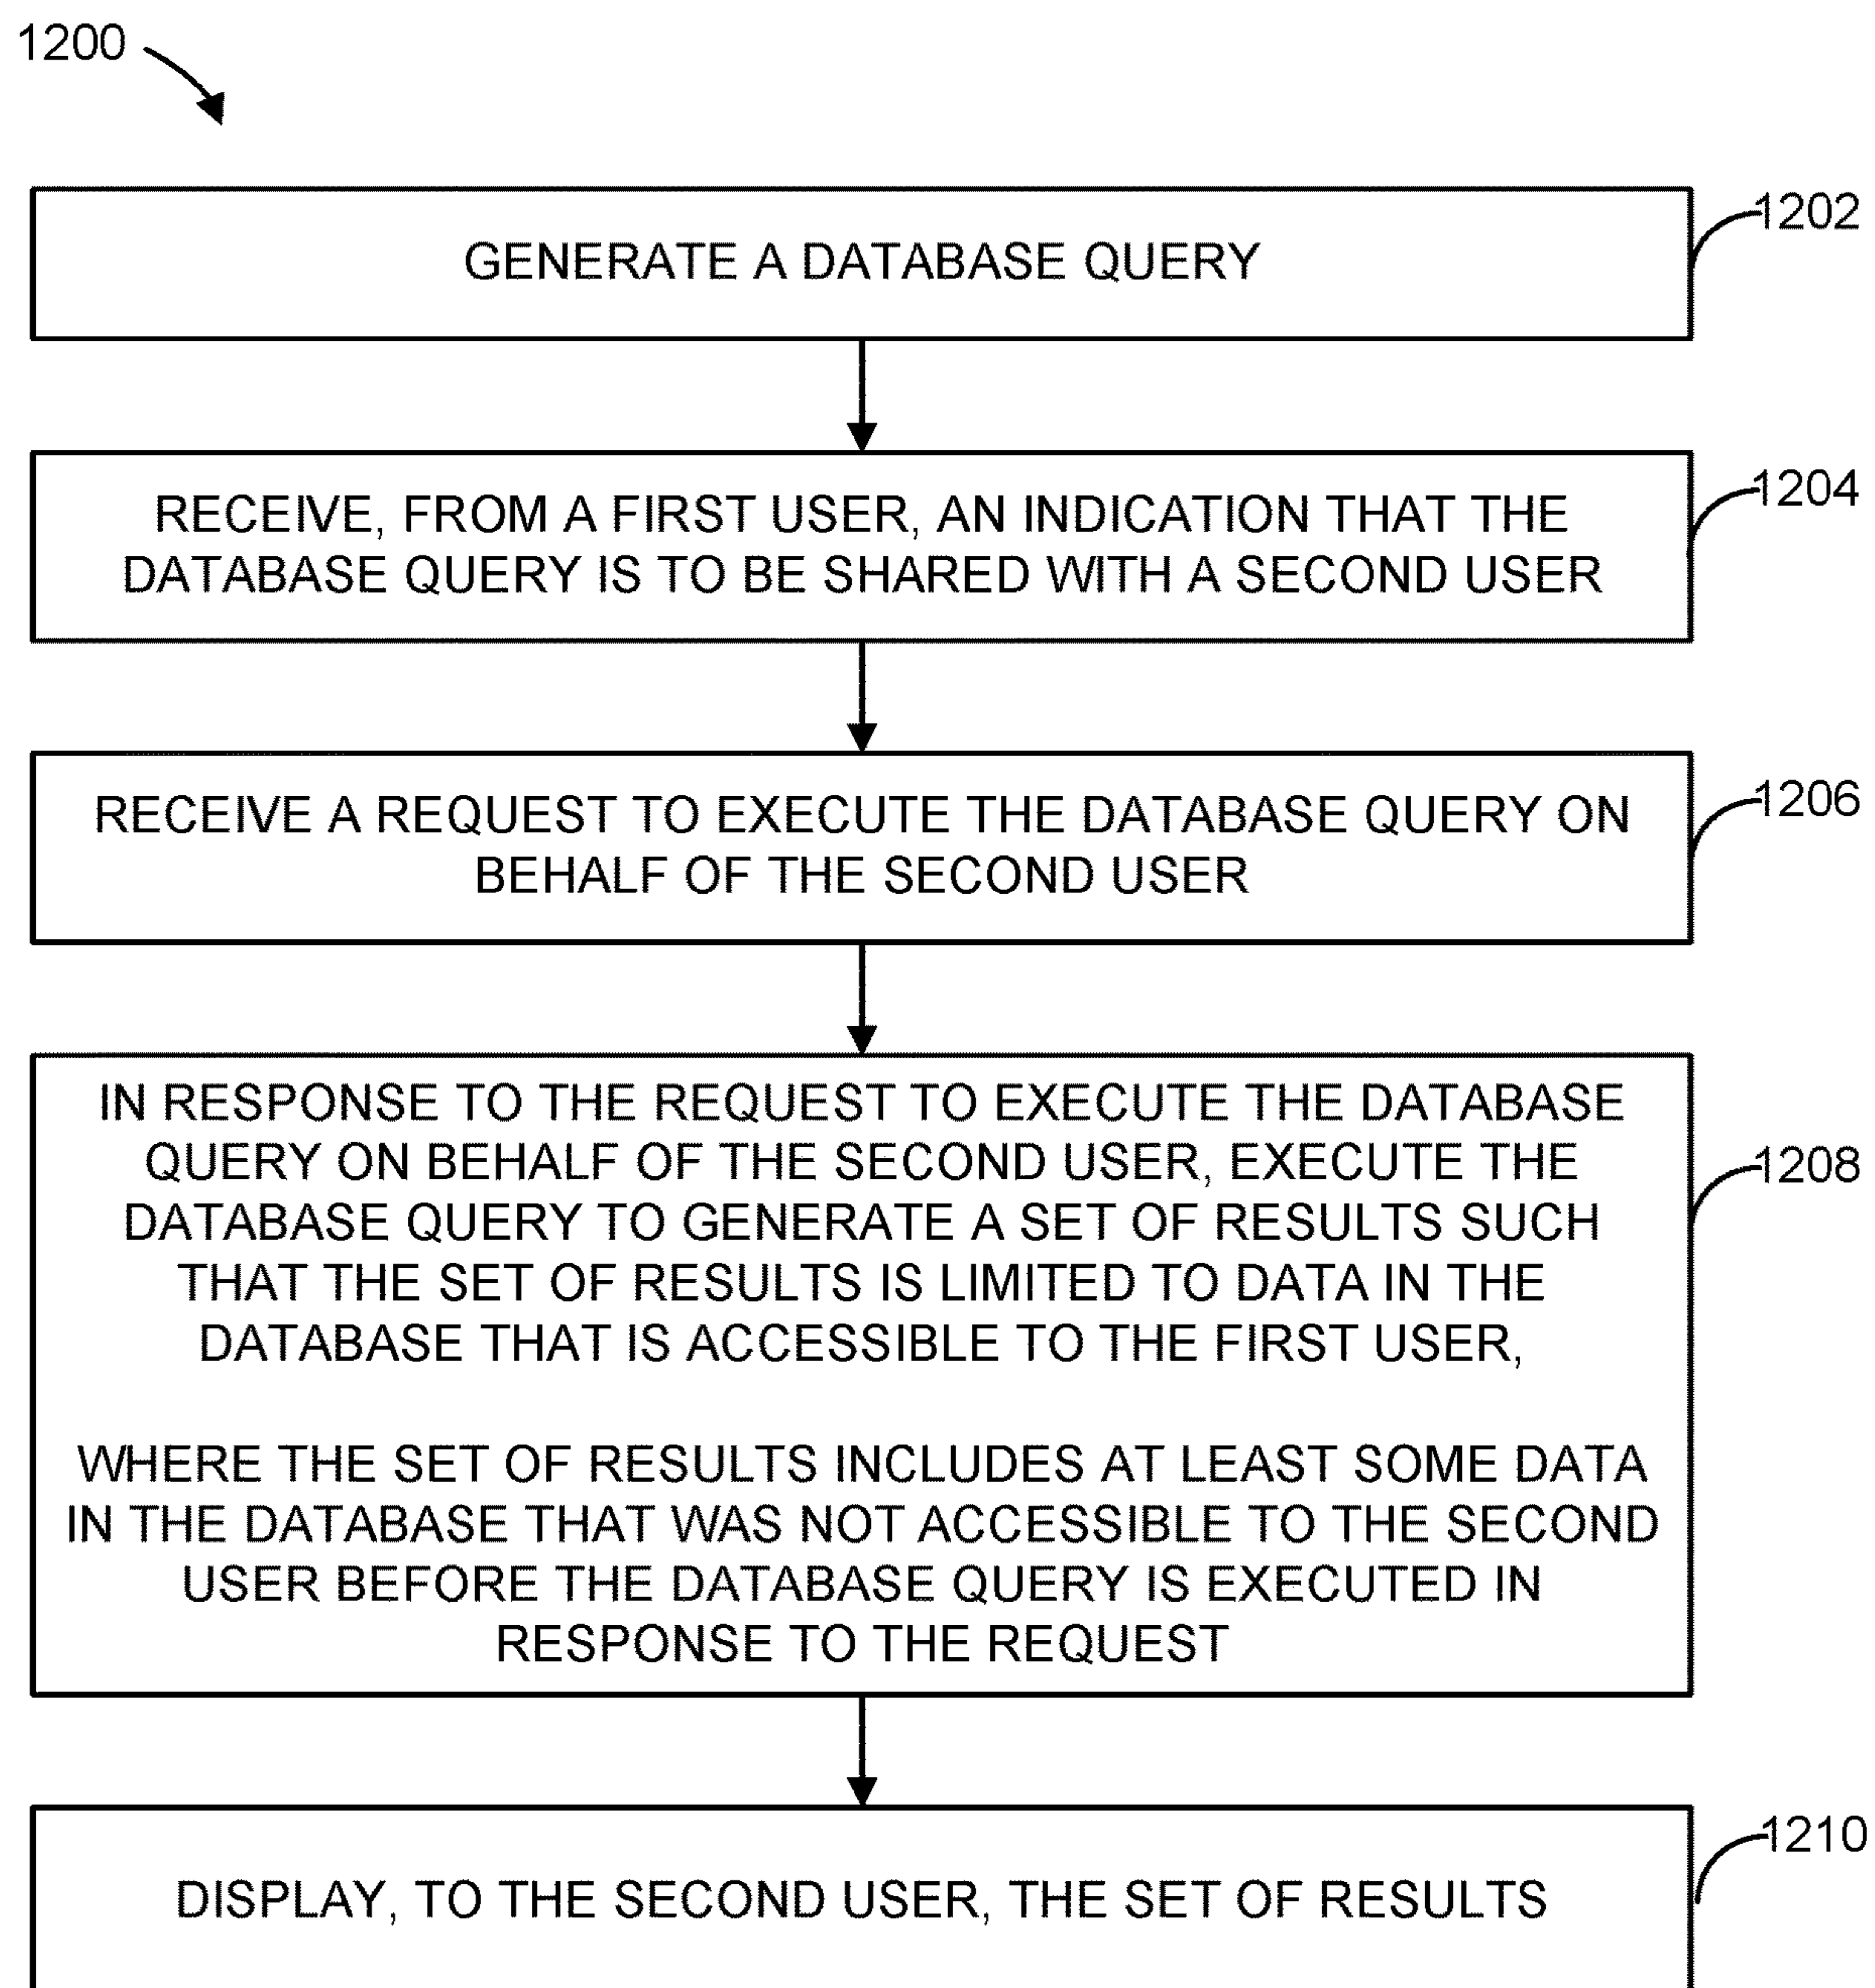 1200
GENERATE A DATABASE QUERY
1202
RECEIVE, FROM A FIRST USER, AN INDICATION THAT THE
DATABASE QUERY IS TO BE SHARED WITH A SECOND USER
1204
RECEIVE A REQUEST TO EXECUTE THE DATABASE QUERY ON
BEHALF OF THE SECOND USER
1206
IN RESPONSE TO THE REQUEST TO EXECUTE THE DATABASE
QUERY ON BEHALF OF THE SECOND USER, EXECUTE THE
DATABASE QUERY TO GENERATE A SET OF RESULTS SUCH
THAT THE SET OF RESULTS IS LIMITED TO DATA IN THE
DATABASE THAT IS ACCESSIBLE TO THE FIRST USER,
WHERE THE SET OF RESULTS INCLUDES AT LEAST SOME DATA
IN THE DATABASE THAT WAS NOT ACCESSIBLE TO THE SECOND
USER BEFORE THE DATABASE QUERY IS EXECUTED IN
RESPONSE TO THE REQUEST
1208
DISPLAY, TO THE SECOND USER, THE SET OF RESULTS
1210